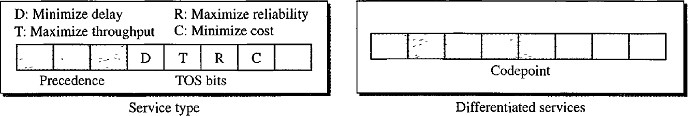 D: Minimize delay R: Maximize reliability
T: Maximize throughput C: Minimize cost
D T R C
Precedence TOS bits
Service type
Codepoint
Differentiated services